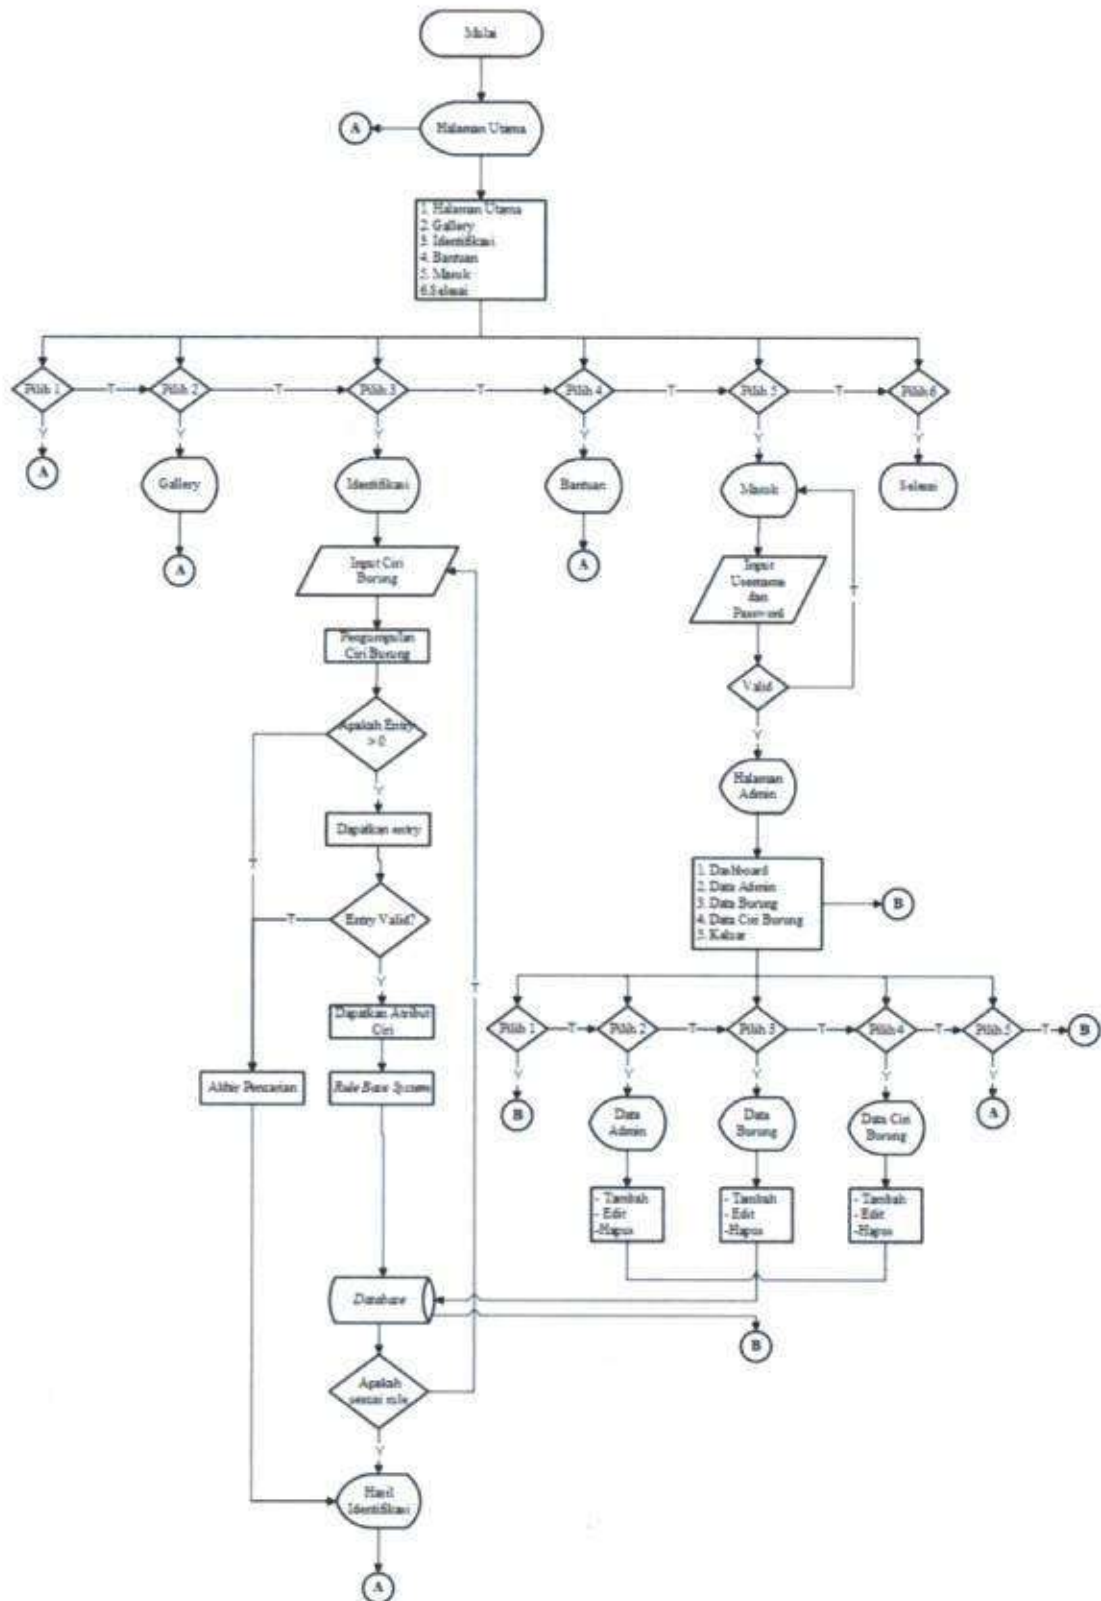 Mulai
A
Halaman Utama
1. Halaman Utama
2. Gallery
3. Identifikasi
4. Bantuan
5. Masuk
6.Selesai
Pilih 1
T
Pilih 2
T
Pilih 3
T
Pilih 4
T
Pilih 5
T
Pilih 6
Y
Y
Y
Y
Y
Y
A
Gallery
Identifikasi
Bantuan
Masuk
Selesai
A
Input Ciri
Burung
A
Input
Username
dan
Password
T
Pengumpulan
Ciri Burung
Valid
Apakah Entry
> 0
Y
Y
Halaman
Admin
Dapatkan entry
T
1. Dashboard
2. Data Admin
3. Data Burung
4. Data Ciri Burung
5. Keluar
B
T
Entry Valid?
Y
T
Dapatkan Atribut
Ciri
Pilih 1
T
Pilih 2
T
Pilih 3
T
Pilih 4
T
Pilih 5
T
B
Y
Y
Y
Y
Y
Akhir Pencarian
Rule Base System
B
Data
Admin
Data
Burung
Data Ciri
Burung
A
- Tambah
- Edit
-Hapus
- Tambah
- Edit
-Hapus
- Tambah
- Edit
-Hapus
Database
B
Apakah
sesuai rule
Y
Hasil
Identifikasi
A